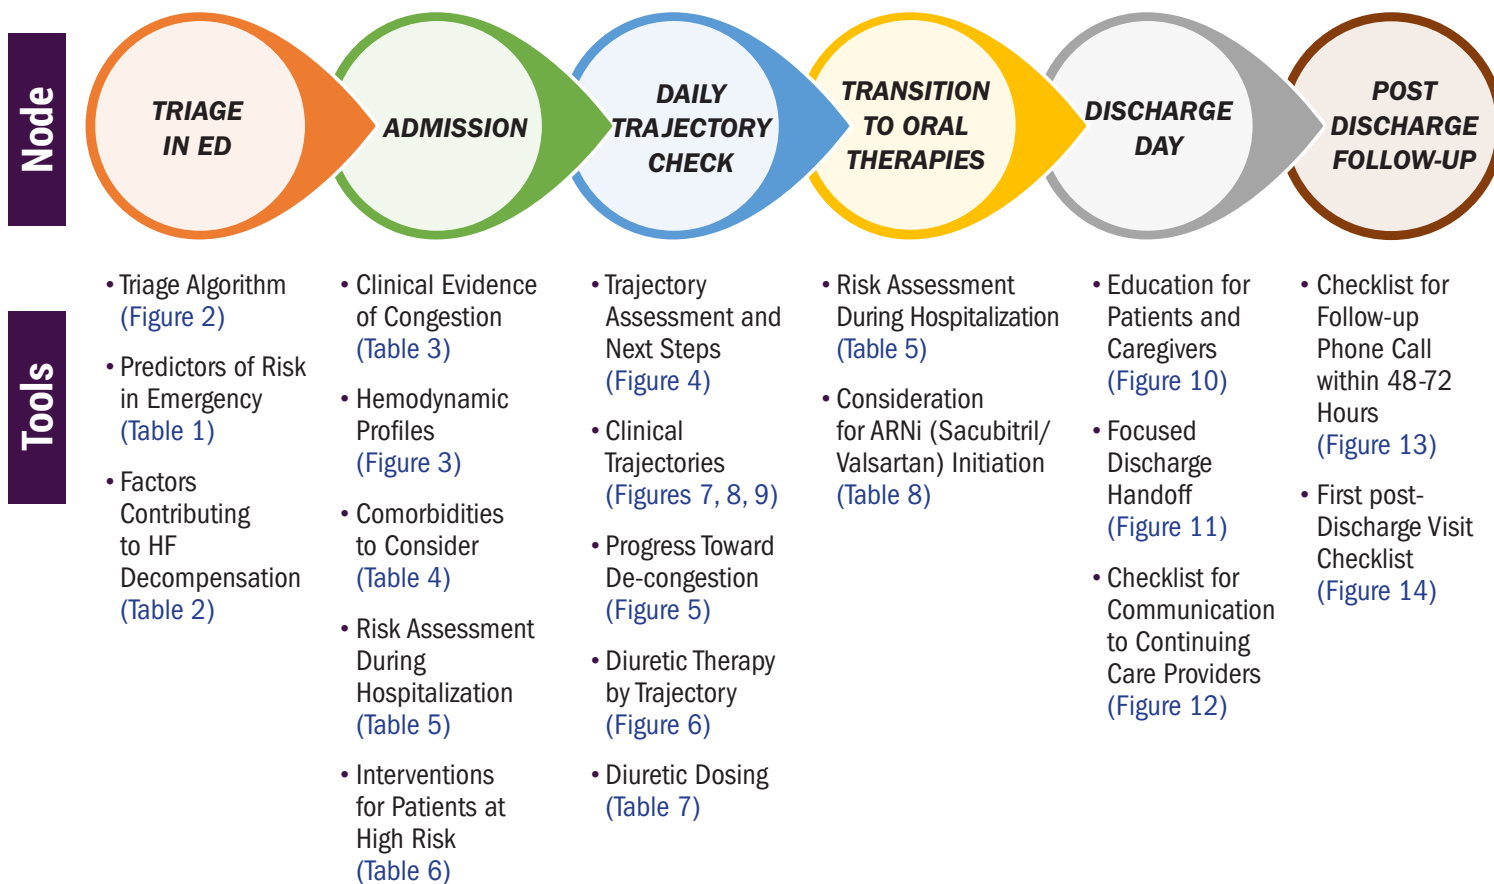 Node
TRIAGE
IN ED
ADMISSION
DAILY
TRAJECTORY
CHECK
TRANSITION
TO ORAL
THERAPIES
DISCHARGE
DAY
POST
DISCHARGE
FOLLOW-UP
Tools
• Triage Algorithm
(Figure 2)
• Predictors of Risk
in Emergency
(Table 1)
• Factors
Contributing
to HF
Decompensation
(Table 2)
• Clinical Evidence
of Congestion
(Table 3)
• Hemodynamic
Profiles
(Figure 3)
• Comorbidities
to Consider
(Table 4)
• Risk Assessment
During
Hospitalization
(Table 5)
• Interventions
for Patients at
High Risk
(Table 6)
• Trajectory
Assessment and
Next Steps
(Figure 4)
• Clinical
Trajectories
(Figures 7, 8, 9)
• Progress Toward
De-congestion
(Figure 5)
• Diuretic Therapy
by Trajectory
(Figure 6)
• Diuretic Dosing
(Table 7)
• Risk Assessment
During Hospitalization
(Table 5)
• Consideration
for ARNi (Sacubitril/
Valsartan) Initiation
(Table 8)
• Education for
Patients and
Caregivers
(Figure 10)
• Focused
Discharge
Handoff
(Figure 11)
• Checklist for
Communication
to Continuing
Care Providers
(Figure 12)
• Checklist for
Follow-up
Phone Call
within 48-72
Hours
(Figure 13)
• First post-
Discharge Visit
Checklist
(Figure 14)